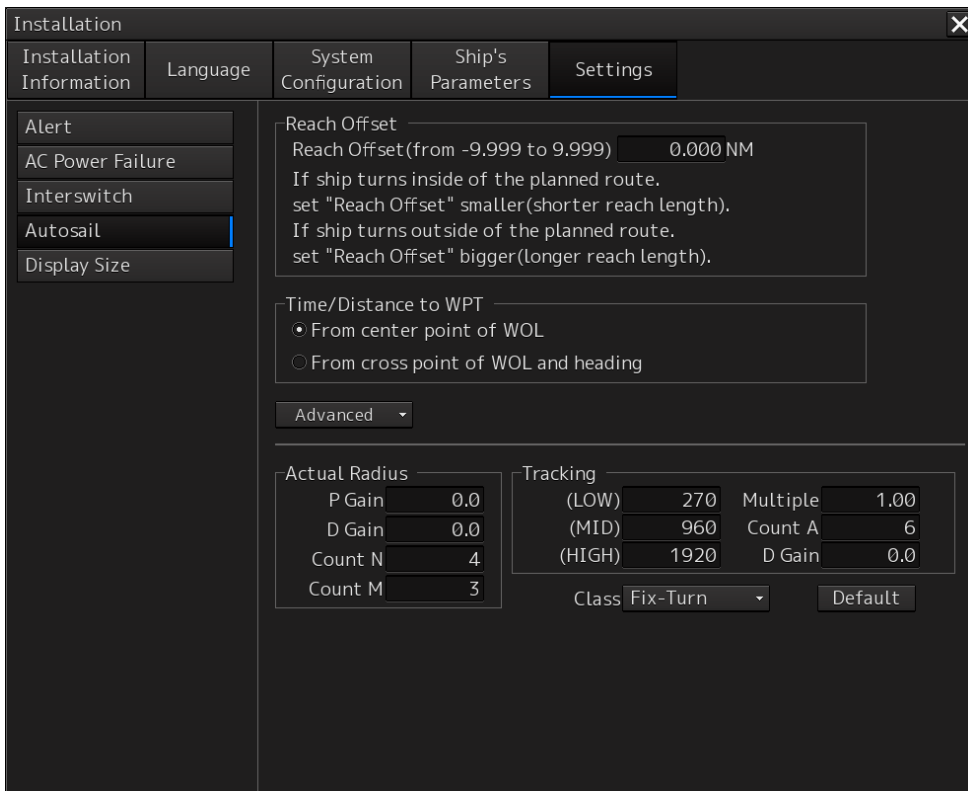 Installation
Installation Information
Language
System Configuration
Ship's Parameters
Settings
Alert
AC Power Failure
Interswitch
Autosail
Display Size
Reach Offset
Reach Offset(from -9.999 to 9.999) 0.000 NM
If ship turns inside of the planned route.
set "Reach Offset" smaller(shorter reach length).
If ship turns outside of the planned route.
set "Reach Offset" bigger(longer reach length).
Time/Distance to WPT
From center point of WOL
From cross point of WOL and heading
Advanced
Actual Radius
P Gain 0.0
D Gain 0.0
Count N 4
Count M 3
Tracking
(LOW) 270 Multiple 1.00
(MID) 960 Count A 6
(HIGH) 1920 D Gain 0.0
Class Fix-Turn Default